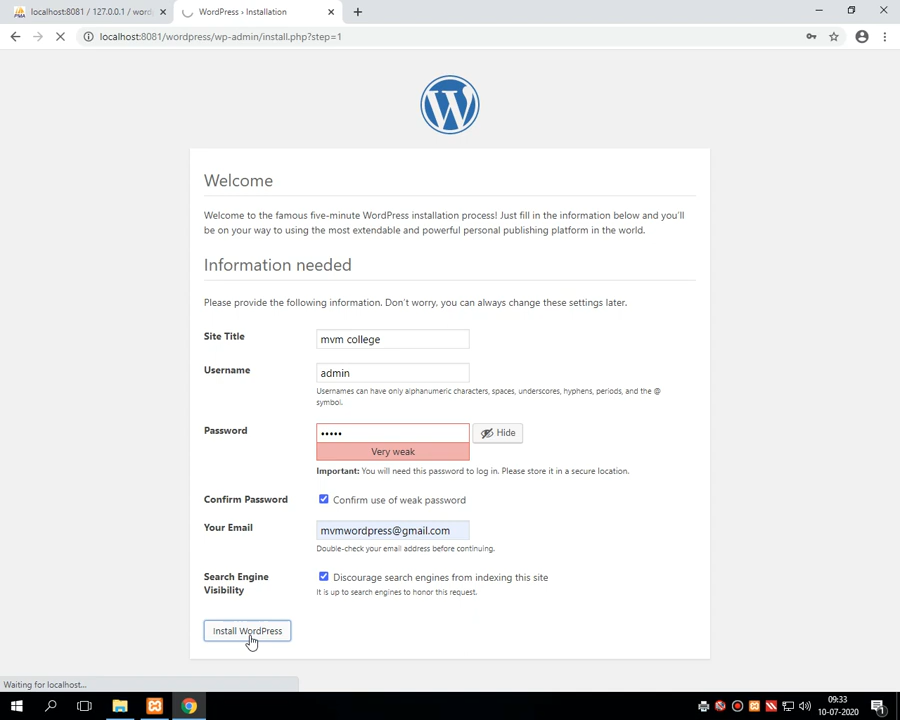 localhost:8081 / 127.0.0.1 / word
WordPress › Installation
localhost:8081/wordpress/wp-admin/install.php?step=1
Welcome
Welcome to the famous five-minute WordPress installation process! Just fill in the information below and you'll
be on your way to using the most extendable and powerful personal publishing platform in the world.
Information needed
Please provide the following information. Don't worry, you can always change these settings later.
Site Title
mvm college
Username
admin
Usernames can have only alphanumeric characters, spaces, underscores, hyphens, periods, and the @
symbol.
Password
•••••
Hide
Very weak
Important: You will need this password to log in. Please store it in a secure location.
Confirm Password
Confirm use of weak password
Your Email
mvmwordpress@gmail.com
Double-check your email address before continuing.
Search Engine
Visibility
Discourage search engines from indexing this site
It is up to search engines to honor this request.
Install WordPress
Waiting for localhost...
09:33
10-07-2020
1